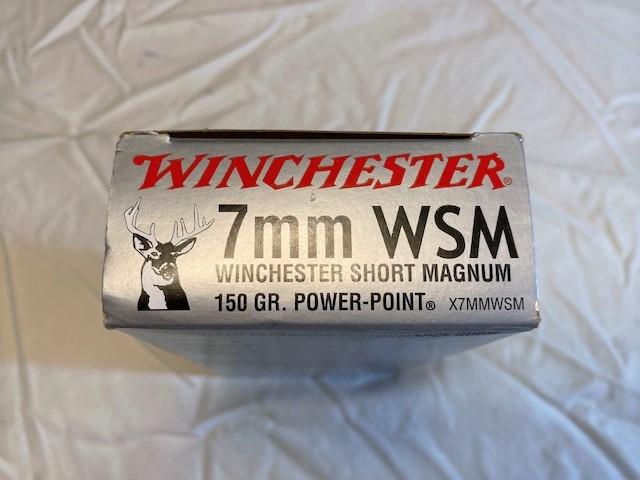 WINCHESTER®
7mm WSM
WINCHESTER SHORT MAGNUM
150 GR. POWER-POINT® X7MMWSM